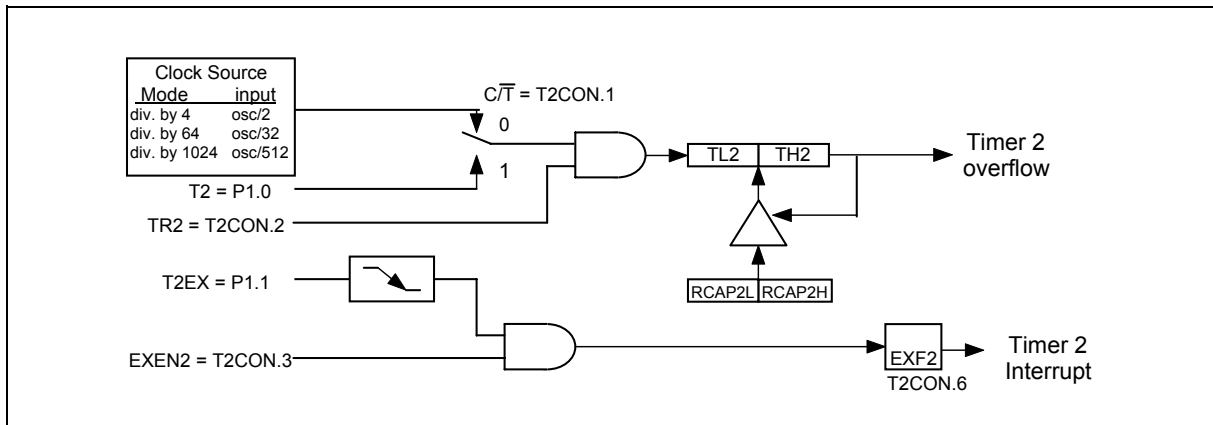 Clock Source
Mode input
div. by 4 osc/2
div. by 64 osc/32
div. by 1024 osc/512
C/T̅ = T2CON.1
0
1
T2 = P1.0
TR2 = T2CON.2
TL2 TH2
Timer 2
overflow
T2EX = P1.1
RCAP2L RCAP2H
EXEN2 = T2CON.3
EXF2
T2CON.6
Timer 2
Interrupt